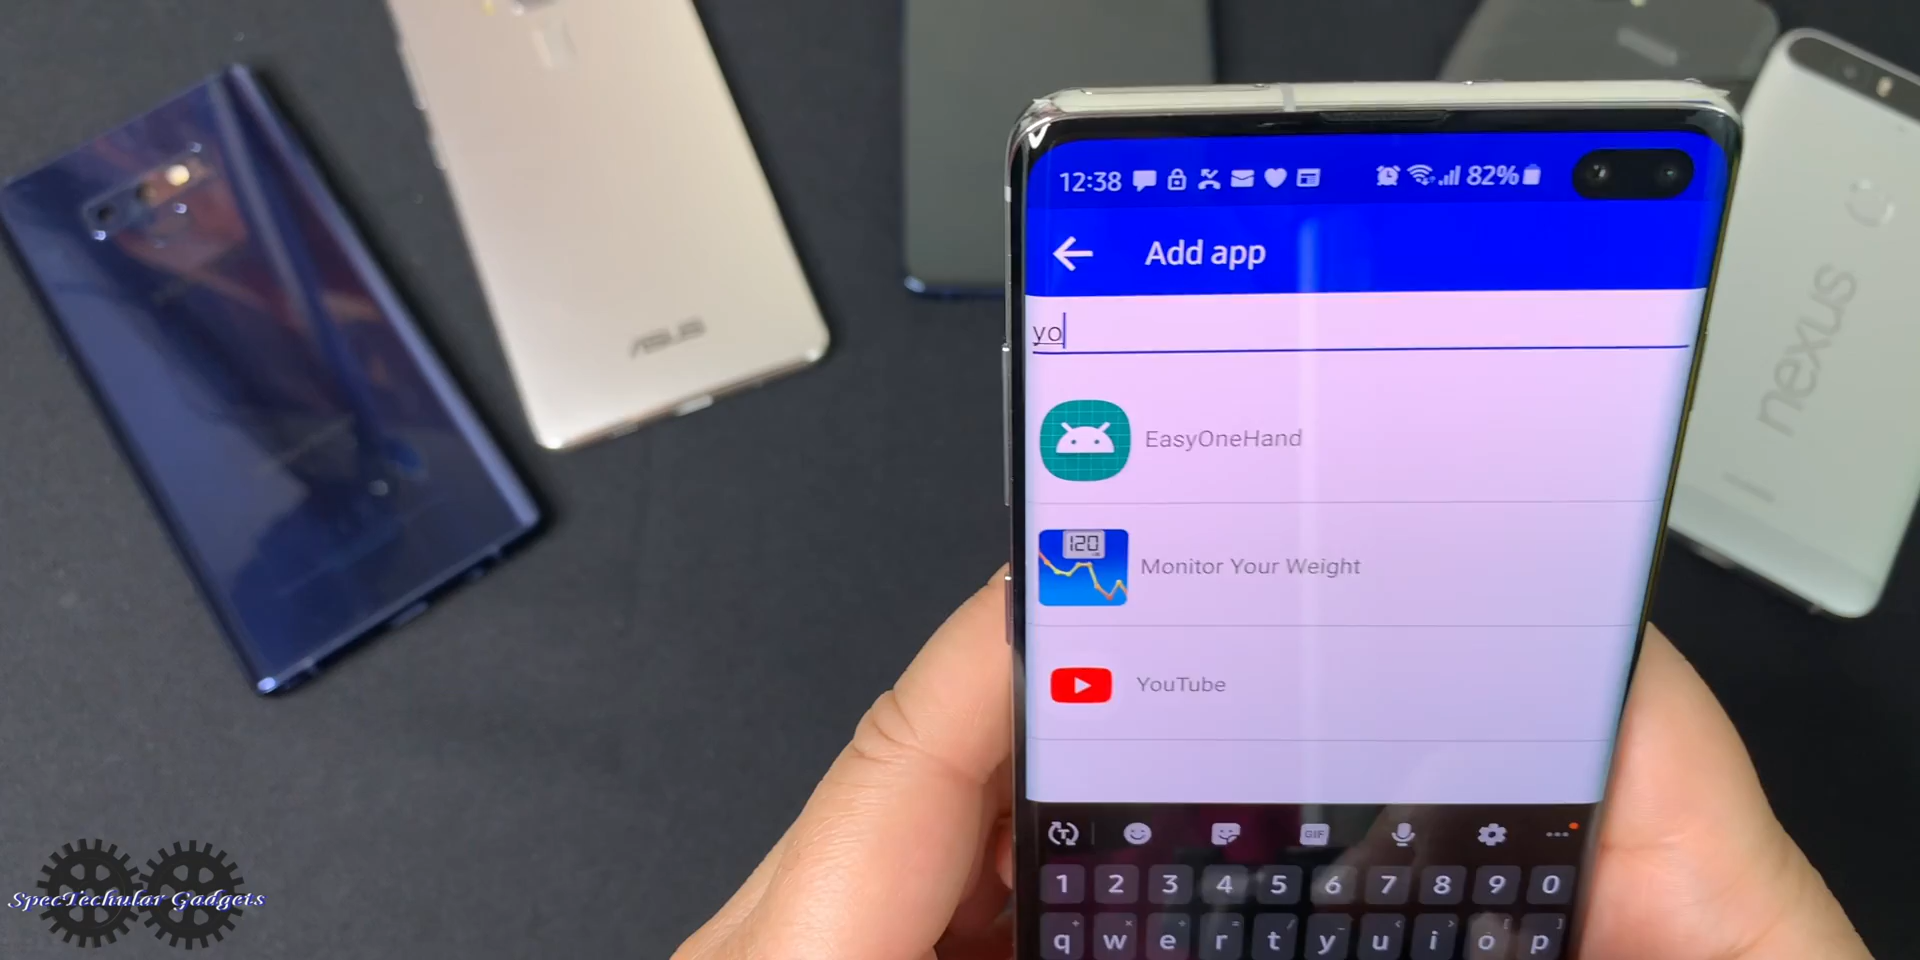 ASUS
nexus
12:38 82%
Add app
yo
EasyOneHand
120
Monitor Your Weight
YouTube
GIF
1 2 3 4 5 6 7 8 9 0
q w e r t y u i o p
SpecTechular Gadgets